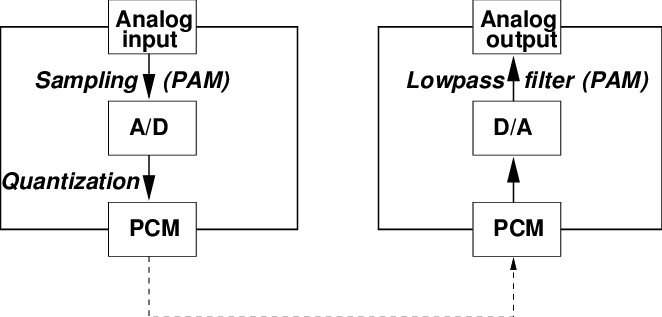 Analog
input
Sampling (PAM)
A/D
Quantization
PCM
Analog
output
Lowpass filter (PAM)
D/A
PCM